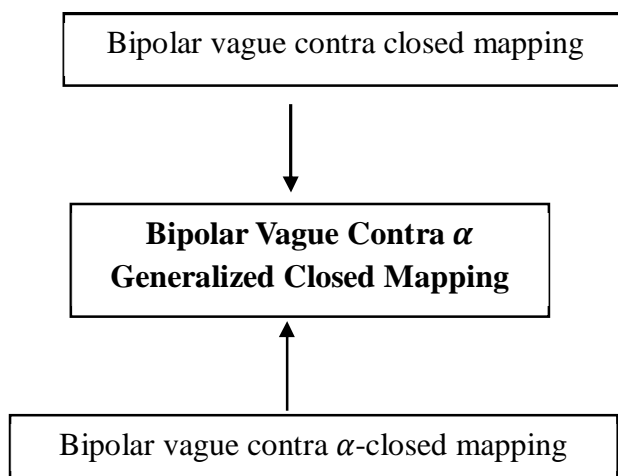 Bipolar vague contra closed mapping
Bipolar Vague Contra 𝛼
Generalized Closed Mapping
Bipolar vague contra 𝛼-closed mapping